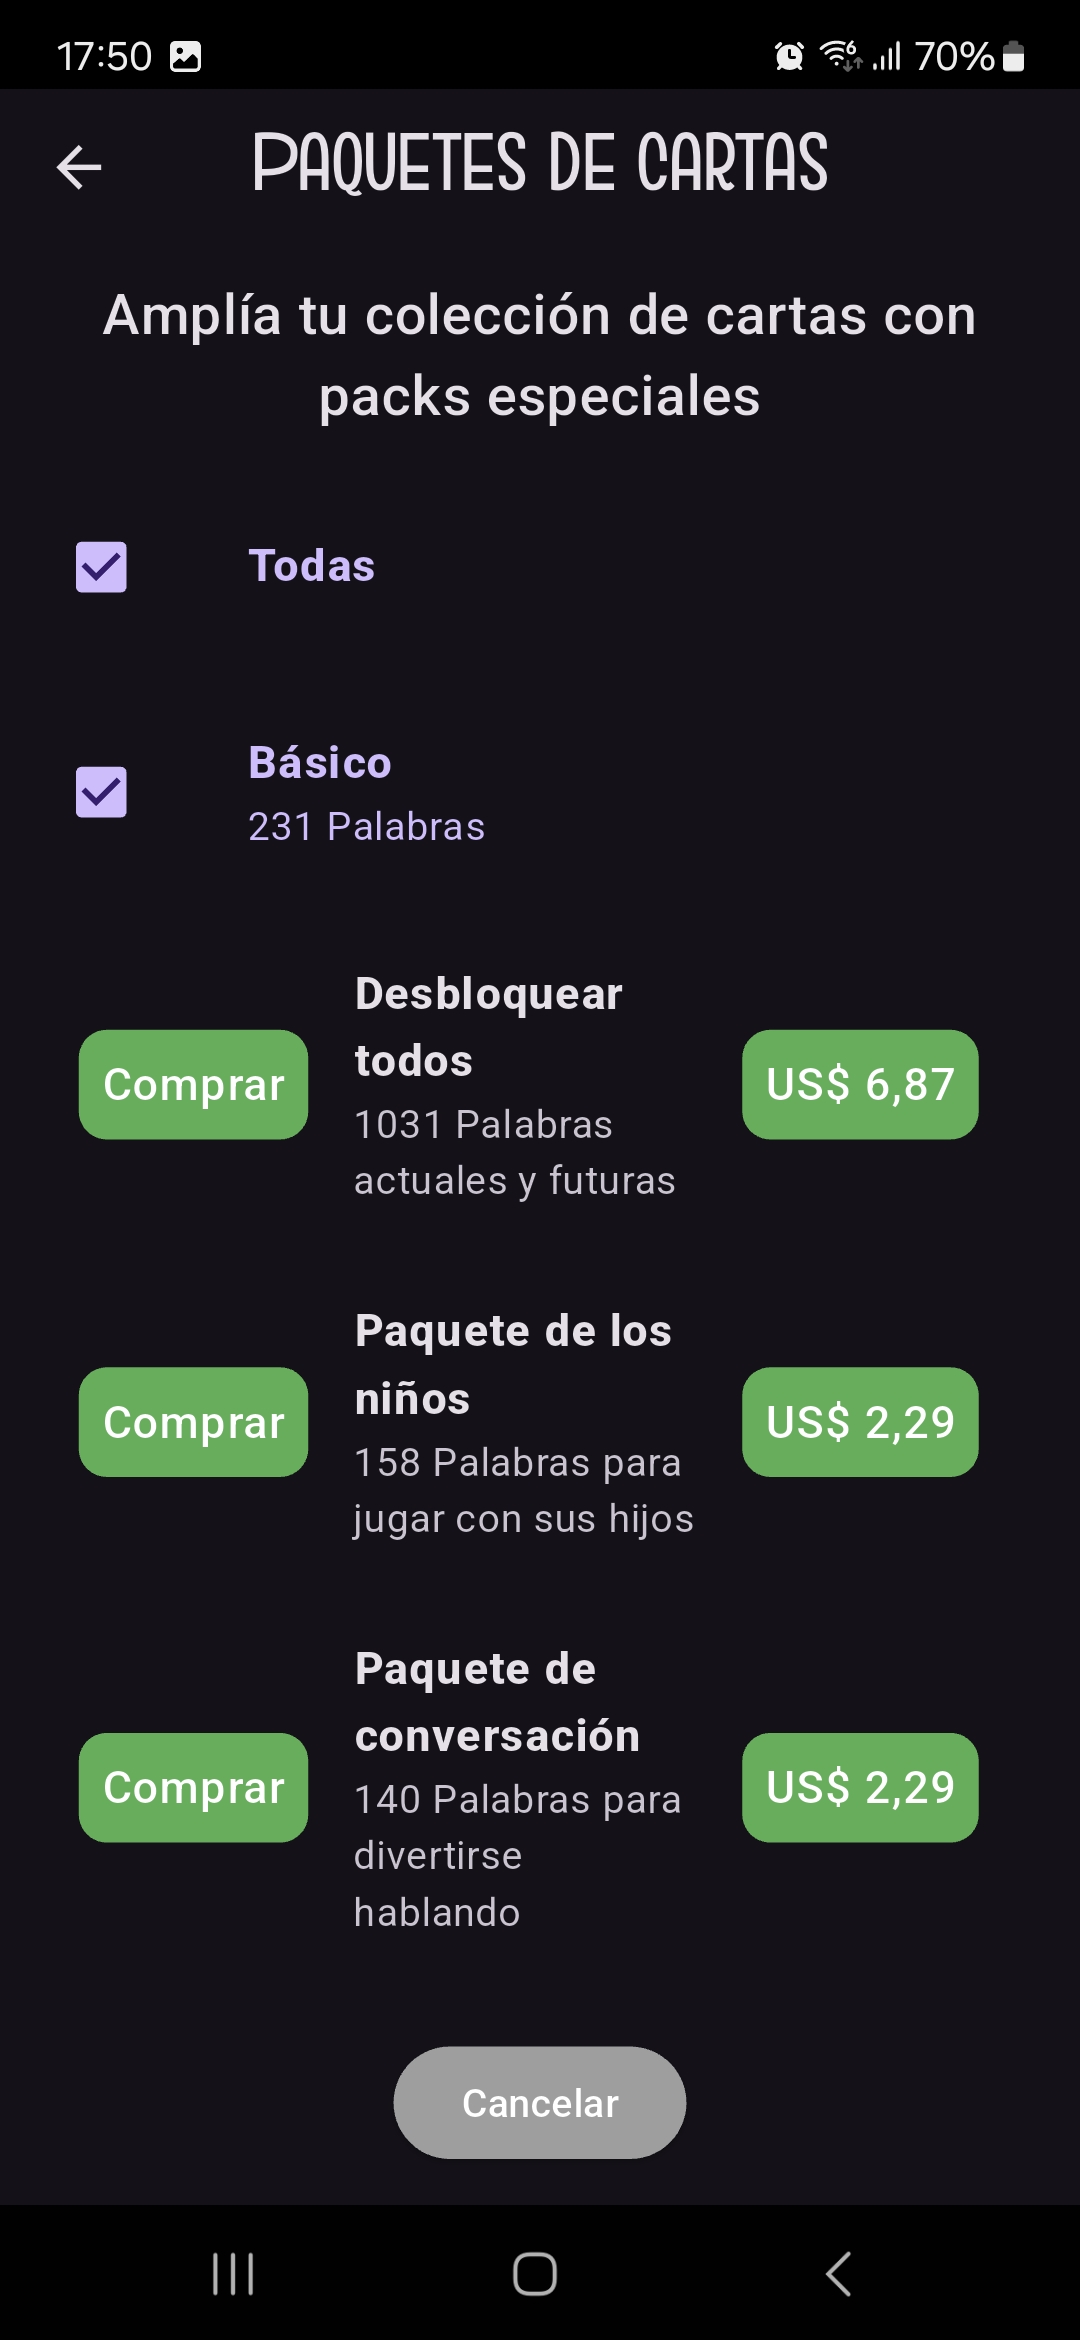 17:50 70%
PAQUETES DE CARTAS
Amplía tu colección de cartas con
packs especiales
Todas
Básico
231 Palabras
Desbloquear
todos
1031 Palabras
actuales y futuras
Comprar
US$ 6,87
Paquete de los
niños
158 Palabras para
jugar con sus hijos
Comprar
US$ 2,29
Paquete de
conversación
140 Palabras para
divertirse
hablando
Comprar
US$ 2,29
Cancelar